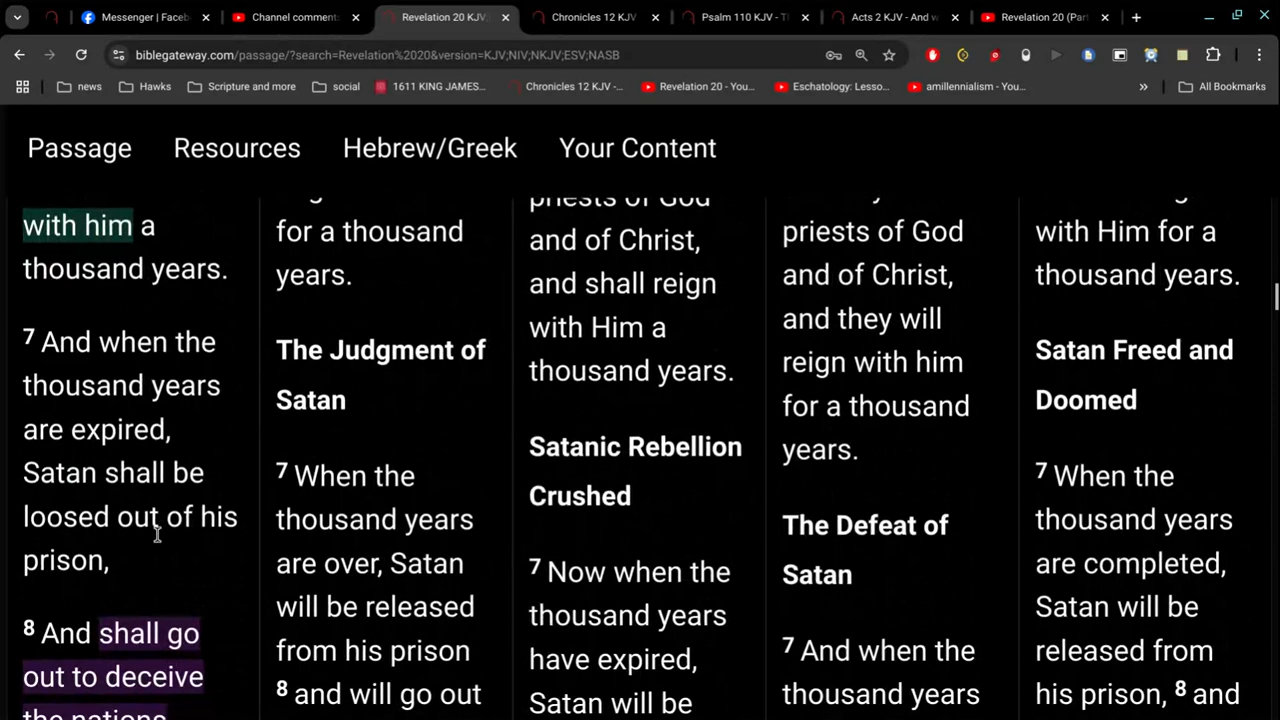 Messenger | Faceb
Channel comment
Revelation 20 KJV
Chronicles 12 KJV
Psalm 110 KJV - T
Acts 2 KJV - And w
Revelation 20 (Par
biblegateway.com/passage/?search=Revelation%2020&version=KJV;NIV;NKJV;ESV;NASB
news
Hawks
Scripture and more
social
1611 KING JAMES...
Chronicles 12 KJV -...
Revelation 20 - You...
Eschatology: Lesso...
amillennialism - You...
All Bookmarks
Passage
Resources
Hebrew/Greek
Your Content
with him a
thousand years.
7 And when the
thousand years
are expired,
Satan shall be
loosed out of his
prison,
8 And shall go
out to deceive
the nations
for a thousand
years.
The Judgment of
Satan
7 When the
thousand years
are over, Satan
will be released
from his prison
8 and will go out
priests of God
and of Christ,
and shall reign
with Him a
thousand years.
Satanic Rebellion
Crushed
7 Now when the
thousand years
have expired,
Satan will be
priests of God
and of Christ,
and they will
reign with him
for a thousand
years.
The Defeat of
Satan
7 And when the
thousand years
with Him for a
thousand years.
Satan Freed and
Doomed
7 When the
thousand years
are completed,
Satan will be
released from
his prison, 8 and